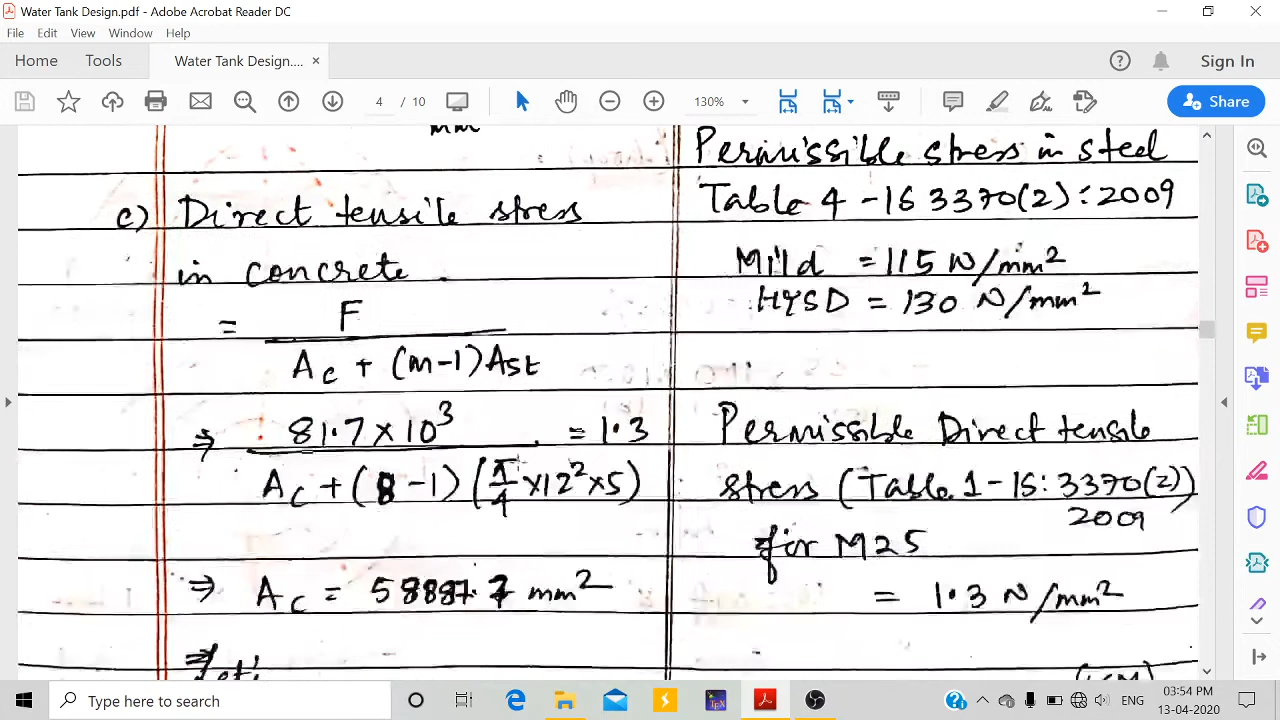 Water Tank Design.pdf - Adobe Acrobat Reader DC
File Edit View Window Help
Home Tools Water Tank Design.... × Sign In
4 / 10 130% Share
mm
c) Direct tensile stress
in concrete
= F
Ac + (m-1) Ast
⇒ 81.7 × 10³ = 1.3
Ac + (8 -1) (π/4 ×12² ×5)
⇒ Ac = 58887.7 mm²
Permissible stress in steel
Table 4 - IS 3370(2) : 2009
Mild = 115 N/mm²
HYSD = 130 N/mm²
Permissible Direct tensile
stress (Table 1 - IS: 3370(2))
2009
for M25
= 1.3 N/mm²
Type here to search
ENG 03:54 PM
13-04-2020